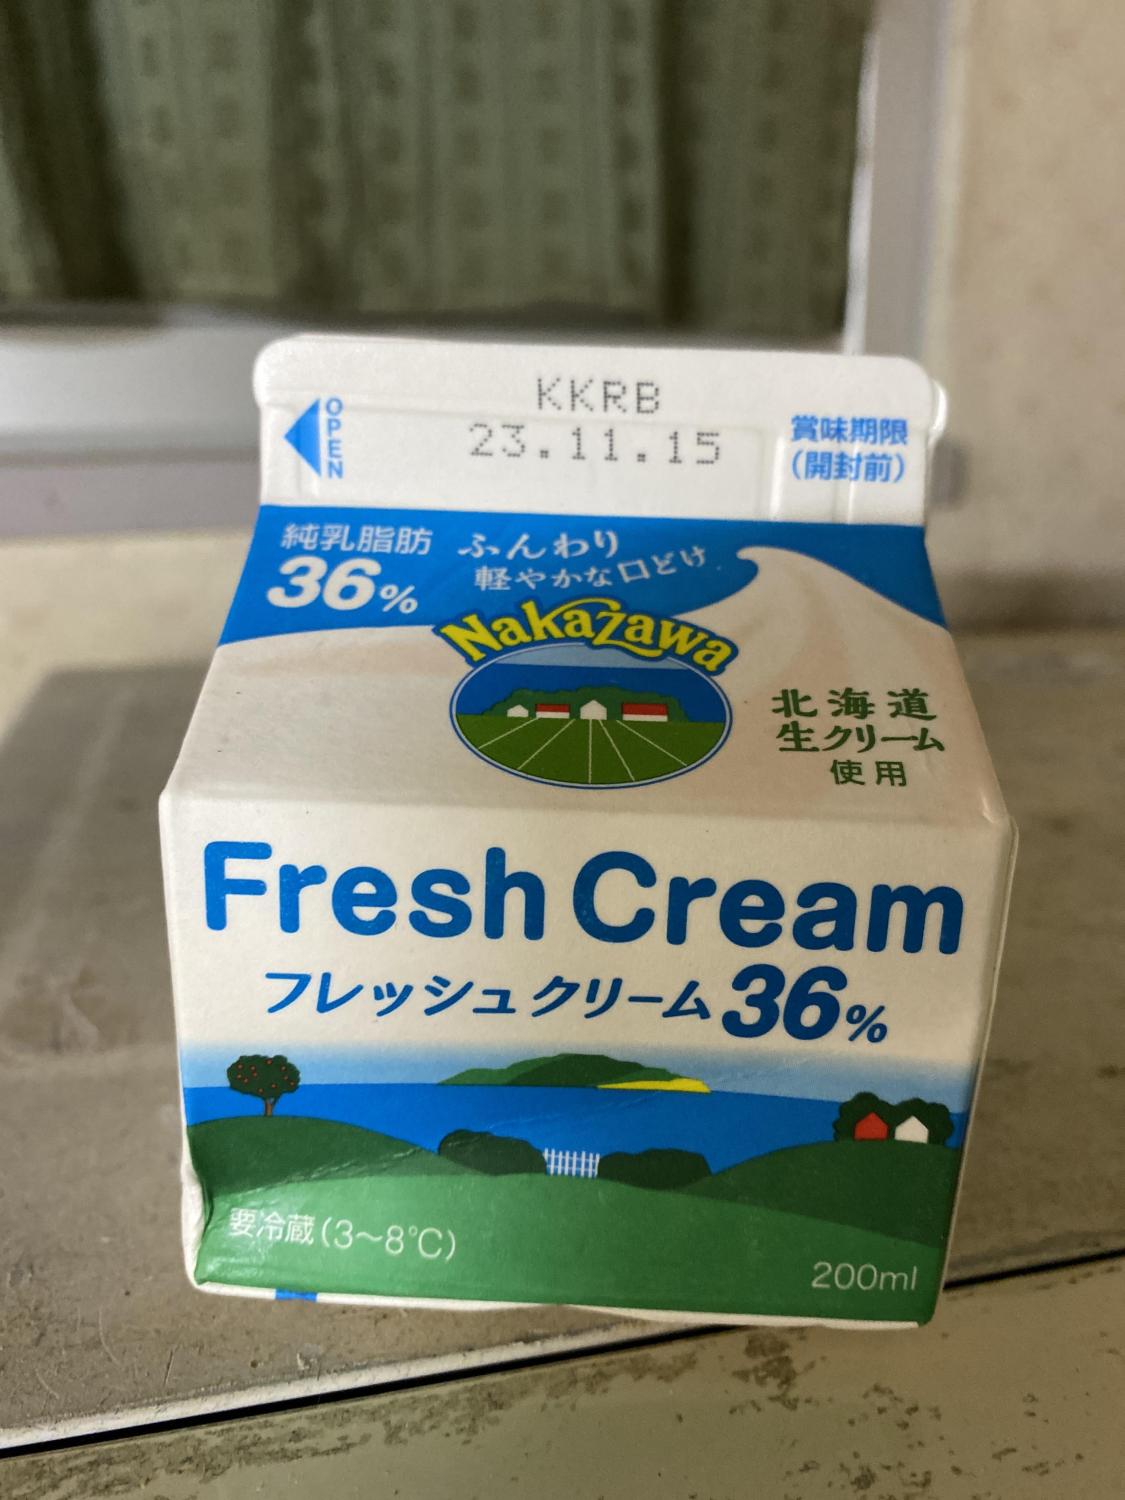 KKRB
OPEN
23.11.15
賞味期限
（開封前）
純乳脂肪
36%
ふんわり
軽やかな口どけ
Nakazawa
北海道
生クリーム
使用
Fresh Cream
フレッシュクリーム36%
要冷蔵(3～8℃)
200ml